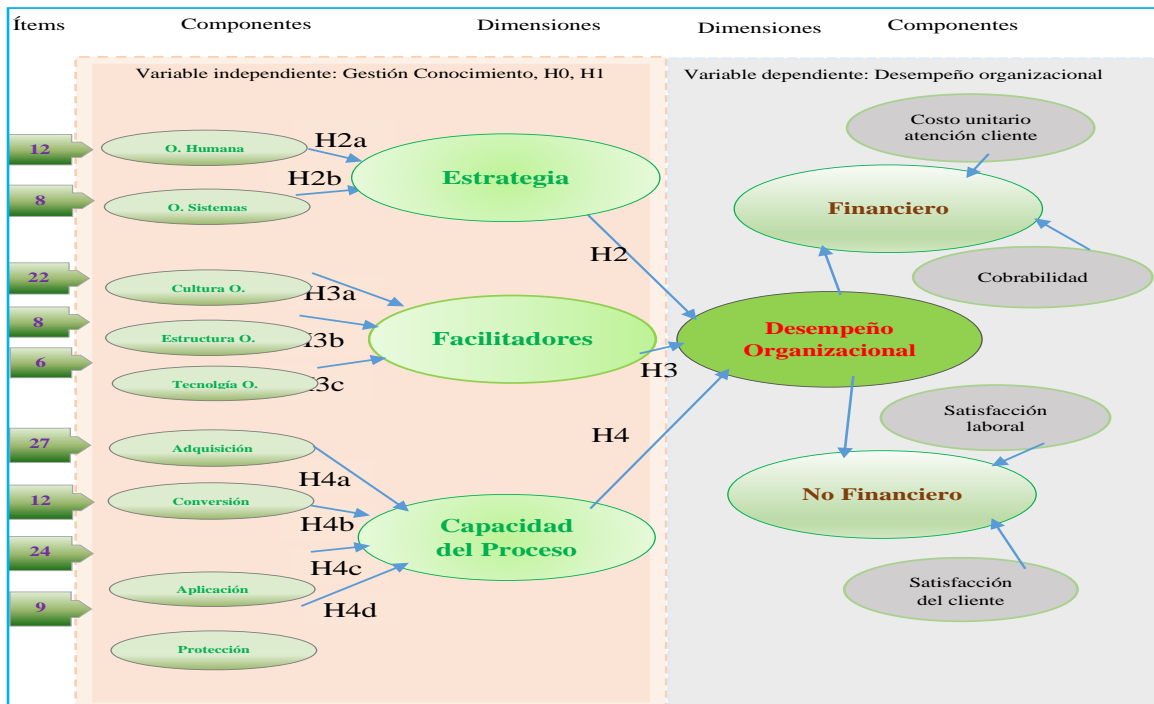 Ítems
Componentes
Dimensiones
Dimensiones
Componentes
Variable independiente: Gestión Conocimiento, H0, H1
Variable dependiente: Desempeño organizacional
12
O. Humana
H2a
Estrategia
Costo unitario
atención cliente
8
O. Sistemas
H2b
Financiero
H2
22
Cultura O.
H3a
Cobrabilidad
8
Estructura O.
H3b
Facilitadores
Desempeño
Organizacional
6
Tecnolgía O.
H3c
H3
27
Adquisición
H4a
H4
Satisfacción
laboral
12
Conversión
H4b
Capacidad
del Proceso
No Financiero
24
H4c
Aplicación
Satisfacción
del cliente
9
H4d
Protección